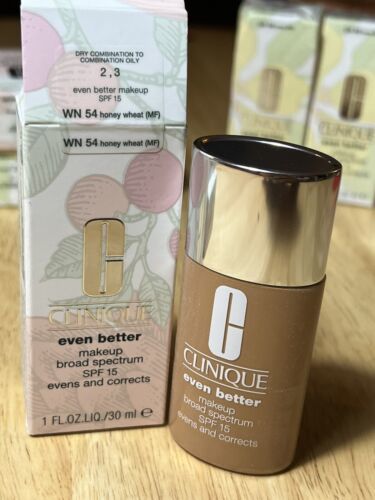 DRY COMBINATION TO
COMBINATION OILY
2,3
even better makeup
SPF 15
WN 54 honey wheat (MF)
WN 54 honey wheat (MF)
C
CLINIQUE
even better
makeup
broad spectrum
SPF 15
evens and corrects
1 FL.OZ.LIQ./30 ml e
C
CLINIQUE
even better
makeup
broad spectrum
SPF 15
evens and corrects
CLINIQUE